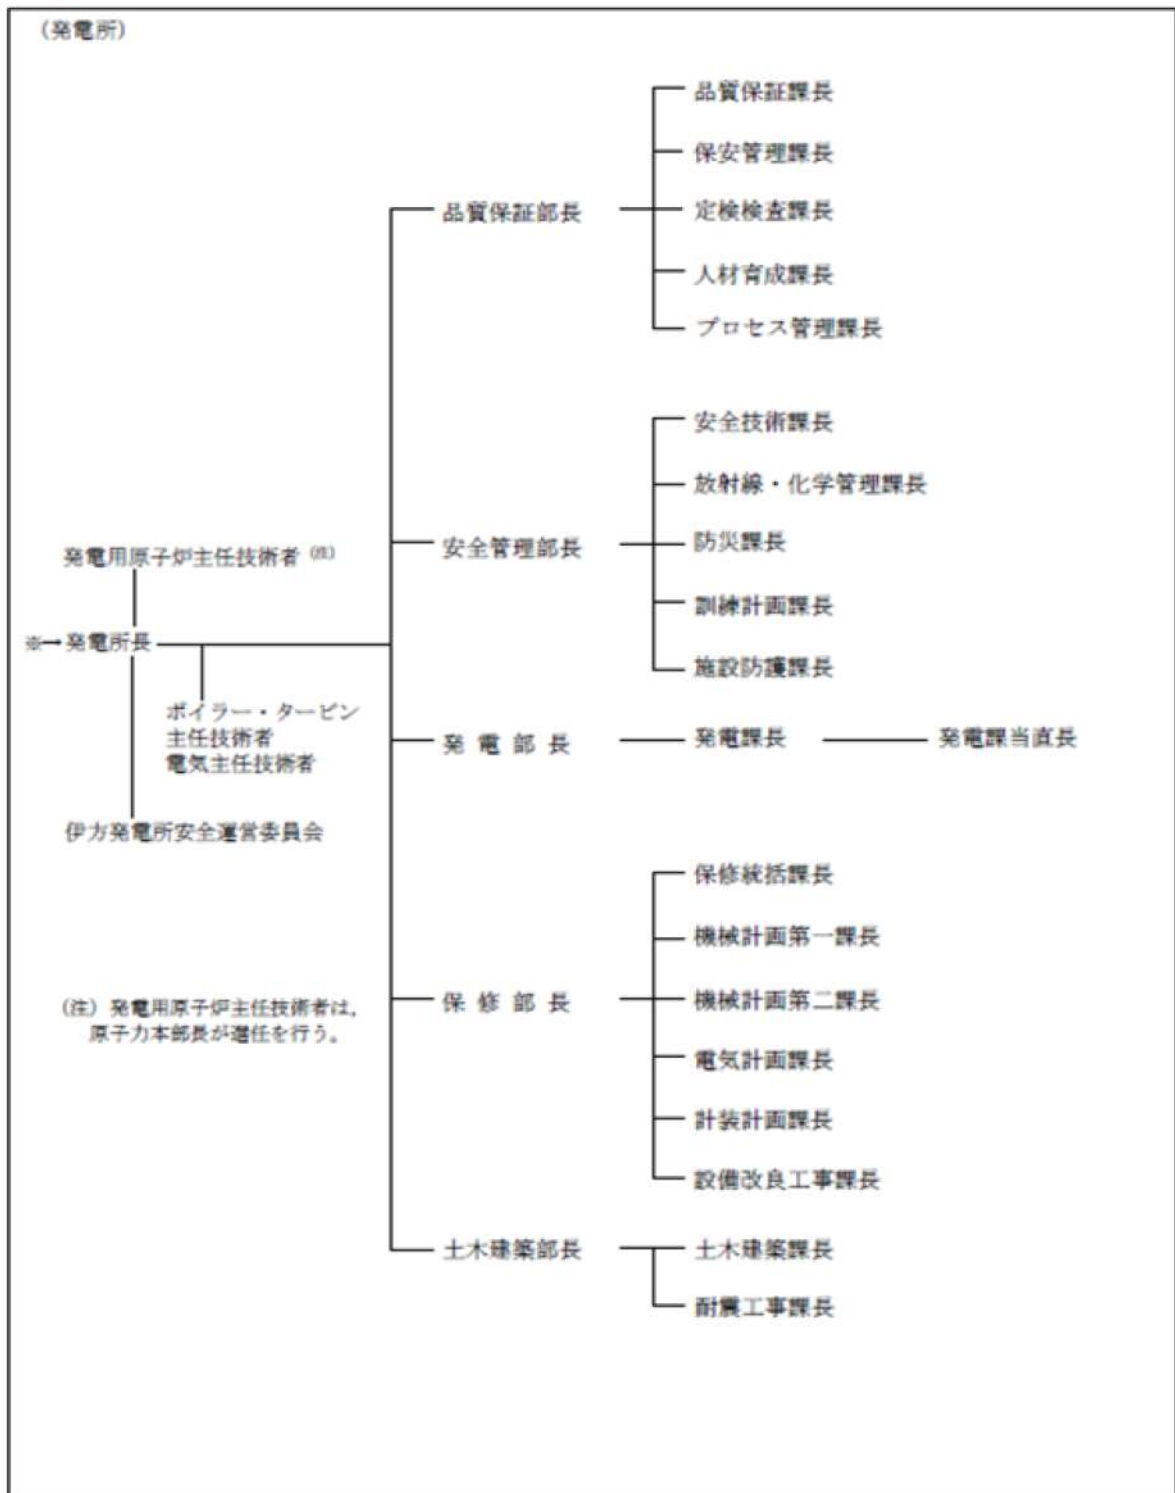 （発電所）
品質保証課長
保安管理課長
品質保証部長
定検検査課長
人材育成課長
プロセス管理課長
安全技術課長
放射線・化学管理課長
安全管理部長
防災課長
訓練計画課長
施設防護課長
発電用原子炉主任技術者（注）
※→発電所長
ボイラー・タービン
主任技術者
電気主任技術者
伊方発電所安全運営委員会
発電部長
発電課長
発電課当直長
保修統括課長
機械計画第一課長
保修部長
機械計画第二課長
電気計画課長
計装計画課長
設備改良工事課長
（注）発電用原子炉主任技術者は，
原子力本部長が選任を行う。
土木建築部長
土木建築課長
耐震工事課長